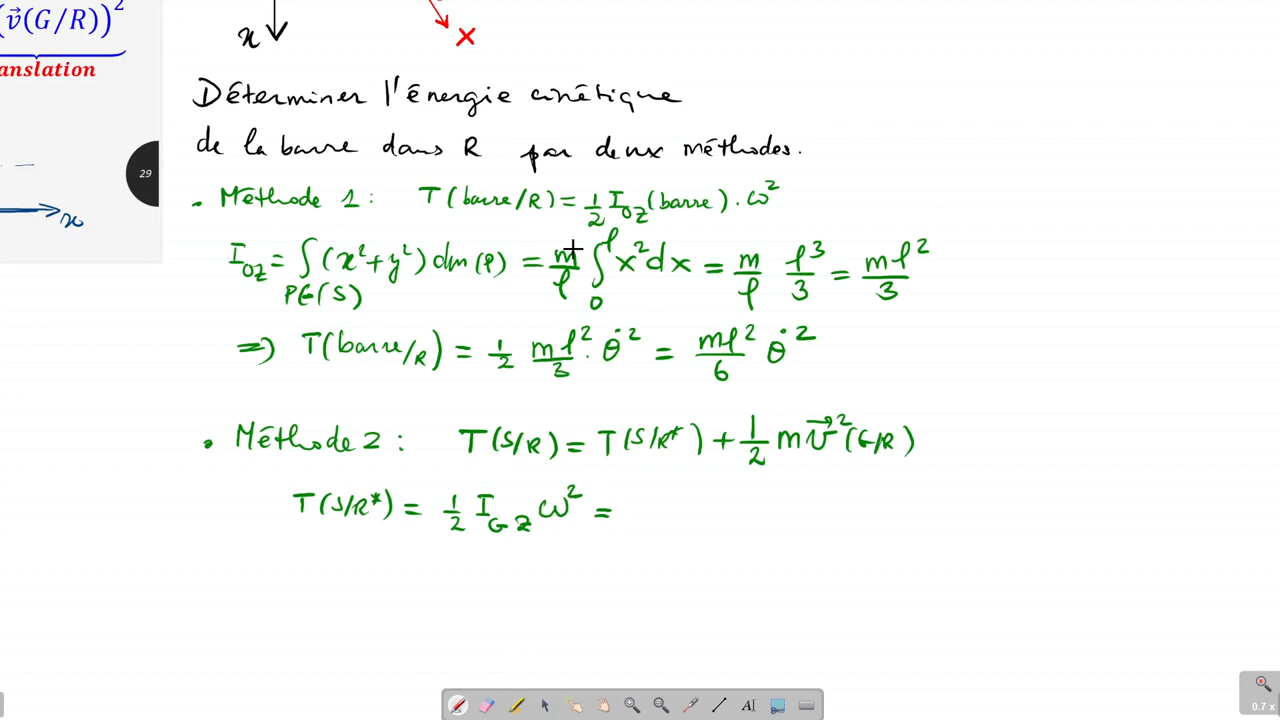 (v⃗(G/R))²
anslation
x
X
Déterminer l'énergie cinétique
de la barre dans R par deux méthodes.
29
x
• Méthode 1 : T(barre/R) = 1/2 I_OZ (barre) . ω²
I_OZ = ∫_{P∈(S)} (x²+y²) dm(P) = m/l ∫_0^l x² dx = m/l l³/3 = ml²/3
⇒ T(barre/R) = 1/2 ml²/3 . θ̇² = ml²/6 θ̇²
• Méthode 2 : T(S/R) = T(S/R*) + 1/2 m v⃗²(G/R)
T(S/R*) = 1/2 I_GZ ω² =
0.7 x